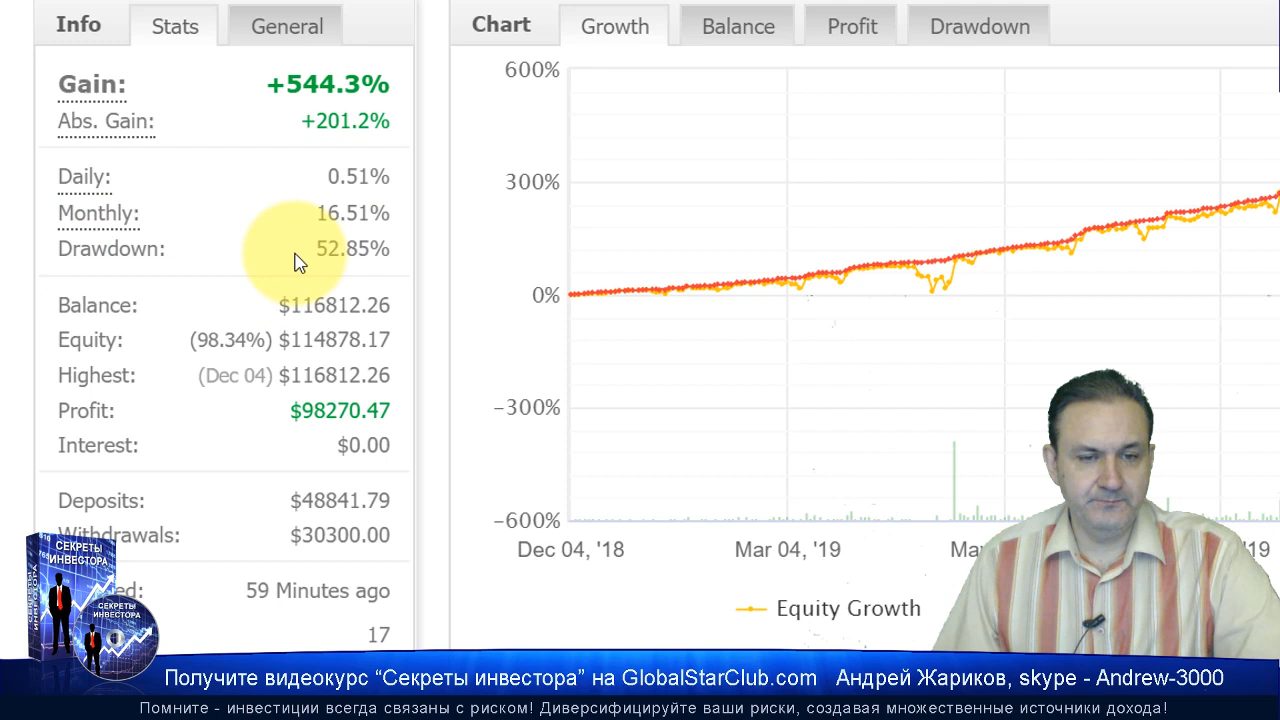 Info Stats General
Gain: +544.3%
Abs. Gain: +201.2%
Daily: 0.51%
Monthly: 16.51%
Drawdown: 52.85%
Balance: $116812.26
Equity: (98.34%) $114878.17
Highest: (Dec 04) $116812.26
Profit: $98270.47
Interest: $0.00
Deposits: $48841.79
Withdrawals: $30300.00
59 Minutes ago
17
Chart Growth Balance Profit Drawdown
600%
300%
0%
−300%
−600%
Dec 04, '18 Mar 04, '19
Equity Growth
СЕКРЕТЫ
ИНВЕСТОРА
СЕКРЕТЫ
ИНВЕСТОРА
Получите видеокурс “Секреты инвестора” на GlobalStarClub.com Андрей Жариков, skype - Andrew-3000
Помните - инвестиции всегда связаны с риском! Диверсифицируйте ваши риски, создавая множественные источники дохода!